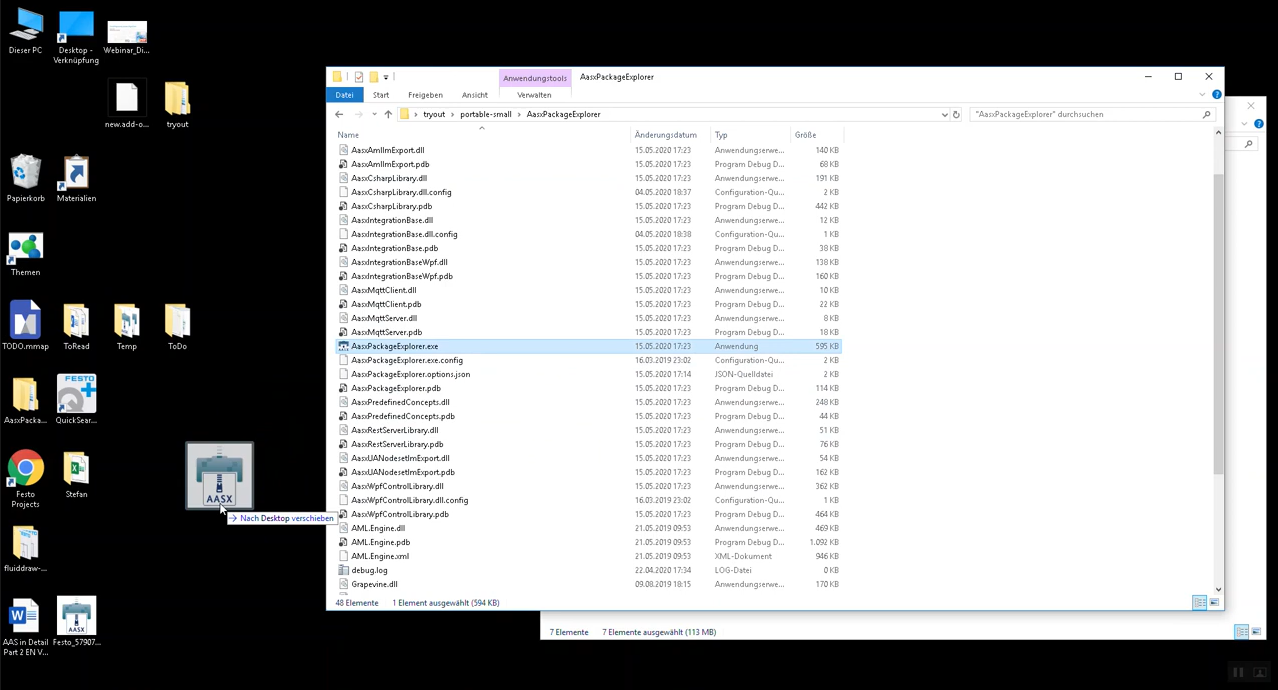 Dieser PC
Desktop -
Verknüpfung
Webinar_Di...
new.add-o...
tryout
Papierkorb
Materialien
Themen
TODO.mmap
ToRead
Temp
ToDo
AasxPacka...
FESTO
QuickSear...
Festo
Projects
Stefan
fluiddraw-...
AAS in Detail
Part 2 EN V...
AASX
Festo_57907...
AASX
Nach Desktop verschieben
Anwendungstools
AasxPackageExplorer
Datei Start Freigeben Ansicht Verwalten
tryout › portable-small › AasxPackageExplorer
"AasxPackageExplorer" durchsuchen
Name Änderungsdatum Typ Größe
AasxAmlImExport.dll 15.05.2020 17:23 Anwendungserwe... 140 KB
AasxAmlImExport.pdb 15.05.2020 17:23 Program Debug D... 68 KB
AasxCsharpLibrary.dll 15.05.2020 17:23 Anwendungserwe... 191 KB
AasxCsharpLibrary.dll.config 04.05.2020 18:37 Configuration-Qu... 2 KB
AasxCsharpLibrary.pdb 15.05.2020 17:23 Program Debug D... 442 KB
AasxIntegrationBase.dll 15.05.2020 17:23 Anwendungserwe... 12 KB
AasxIntegrationBase.dll.config 04.05.2020 18:38 Configuration-Qu... 1 KB
AasxIntegrationBase.pdb 15.05.2020 17:23 Program Debug D... 38 KB
AasxIntegrationBaseWpf.dll 15.05.2020 17:23 Anwendungserwe... 138 KB
AasxIntegrationBaseWpf.pdb 15.05.2020 17:23 Program Debug D... 160 KB
AasxMqttClient.dll 15.05.2020 17:23 Anwendungserwe... 10 KB
AasxMqttClient.pdb 15.05.2020 17:23 Program Debug D... 22 KB
AasxMqttServer.dll 15.05.2020 17:23 Anwendungserwe... 8 KB
AasxMqttServer.pdb 15.05.2020 17:23 Program Debug D... 18 KB
AasxPackageExplorer.exe 15.05.2020 17:23 Anwendung 595 KB
AasxPackageExplorer.exe.config 16.03.2019 23:02 Configuration-Qu... 2 KB
AasxPackageExplorer.options.json 15.05.2020 17:14 JSON-Quelldatei 2 KB
AasxPackageExplorer.pdb 15.05.2020 17:23 Program Debug D... 114 KB
AasxPredefinedConcepts.dll 15.05.2020 17:23 Anwendungserwe... 248 KB
AasxPredefinedConcepts.pdb 15.05.2020 17:23 Program Debug D... 44 KB
AasxRestServerLibrary.dll 15.05.2020 17:23 Anwendungserwe... 51 KB
AasxRestServerLibrary.pdb 15.05.2020 17:23 Program Debug D... 76 KB
AasxUANodesetImExport.dll 15.05.2020 17:23 Anwendungserwe... 54 KB
AasxUANodesetImExport.pdb 15.05.2020 17:23 Program Debug D... 162 KB
AasxWpfControlLibrary.dll 15.05.2020 17:23 Anwendungserwe... 362 KB
AasxWpfControlLibrary.dll.config 16.03.2019 23:02 Configuration-Qu... 1 KB
AasxWpfControlLibrary.pdb 15.05.2020 17:23 Program Debug D... 464 KB
AML.Engine.dll 21.05.2019 09:53 Anwendungserwe... 469 KB
AML.Engine.pdb 21.05.2019 09:53 Program Debug D... 1.092 KB
AML.Engine.xml 21.05.2019 09:53 XML-Dokument 946 KB
debug.log 22.04.2020 17:34 LOG-Datei 0 KB
Grapevine.dll 09.08.2019 18:15 Anwendungserwe... 170 KB
48 Elemente 1 Element ausgewählt (594 KB)
7 Elemente 7 Elemente ausgewählt (113 MB)